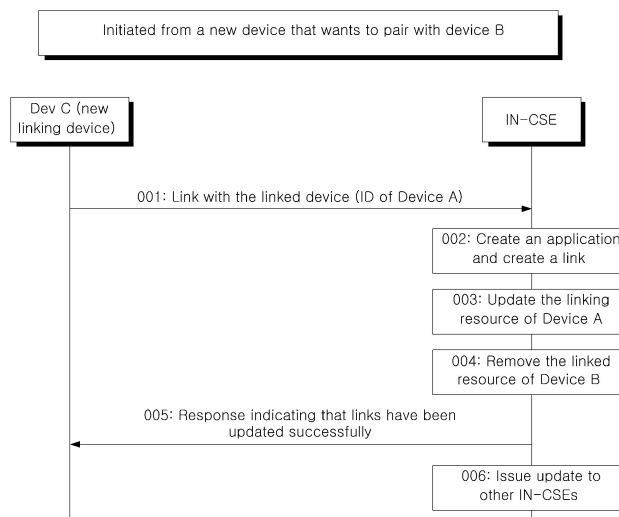 Initiated from a new device that wants to pair with device B
Dev C (new
linking device)
IN-CSE
001: Link with the linked device (ID of Device A)
002: Create an application
and create a link
003: Update the linking
resource of Device A
004: Remove the linked
resource of Device B
005: Response indicating that links have been
updated successfully
006: Issue update to
other IN-CSEs